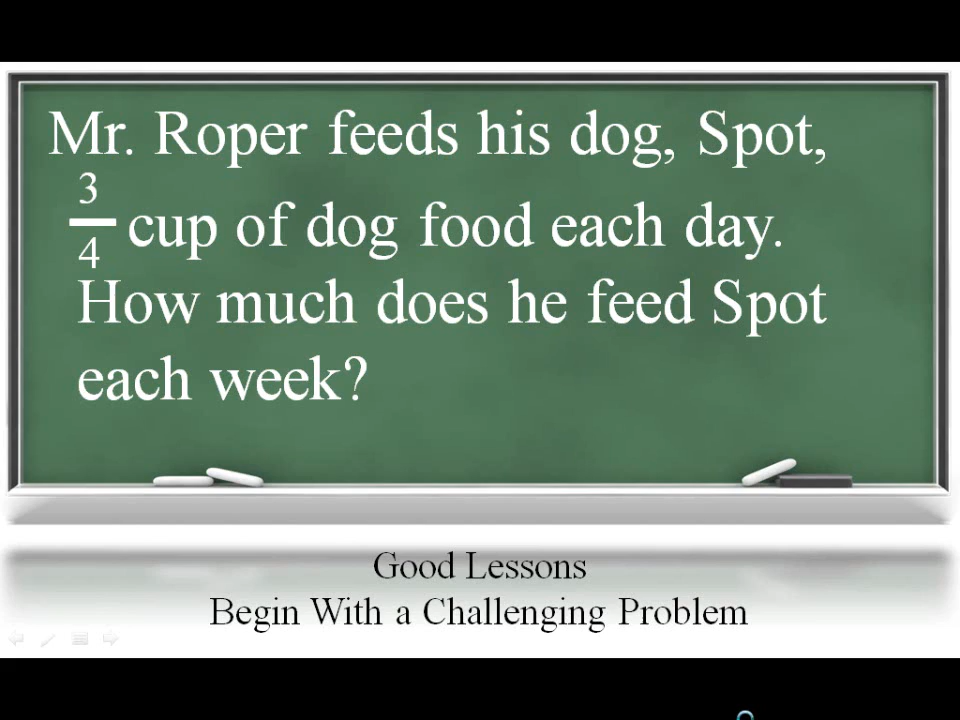 Mr. Roper feeds his dog, Spot,
3/4 cup of dog food each day.
How much does he feed Spot
each week?
Good Lessons
Begin With a Challenging Problem